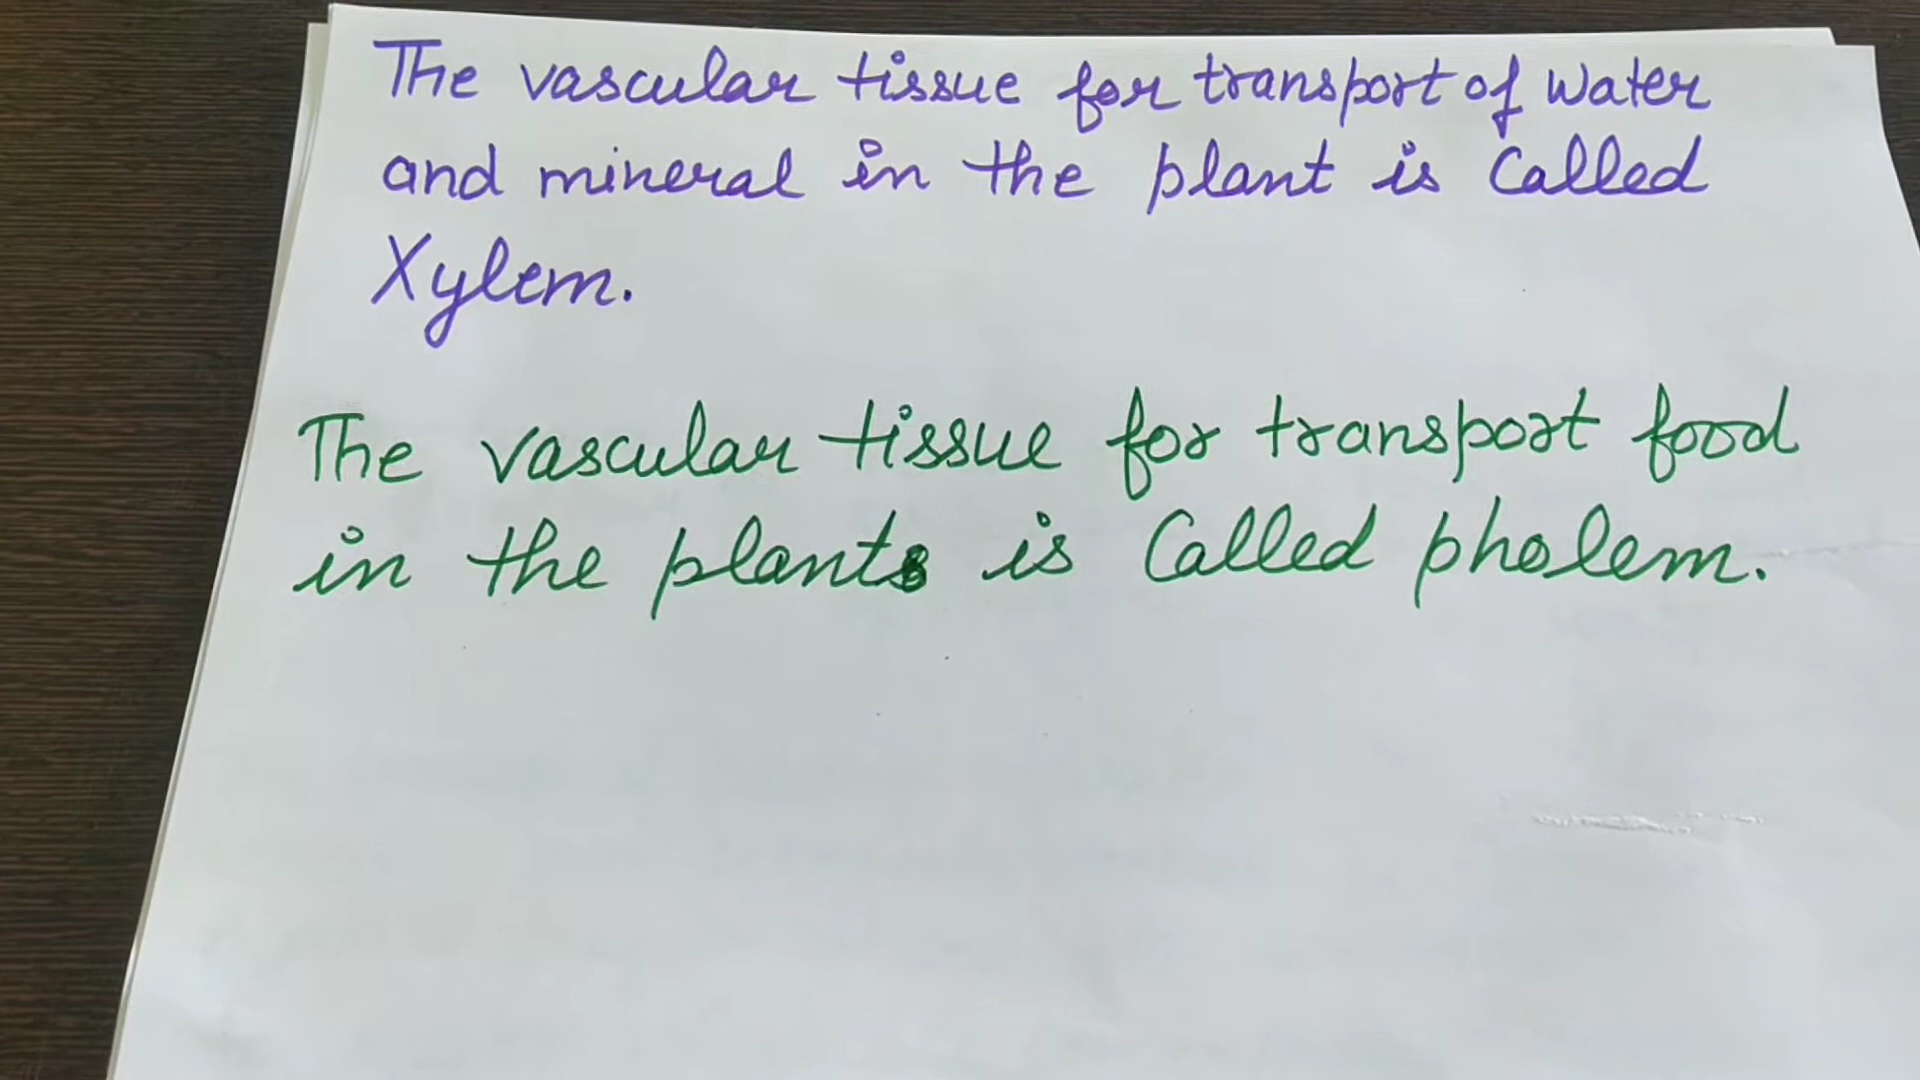 The vascular tissue for transport of Water
and mineral in the plant is Called
Xylem.
The vascular tissue for transport food
in the plants is Called pholem.